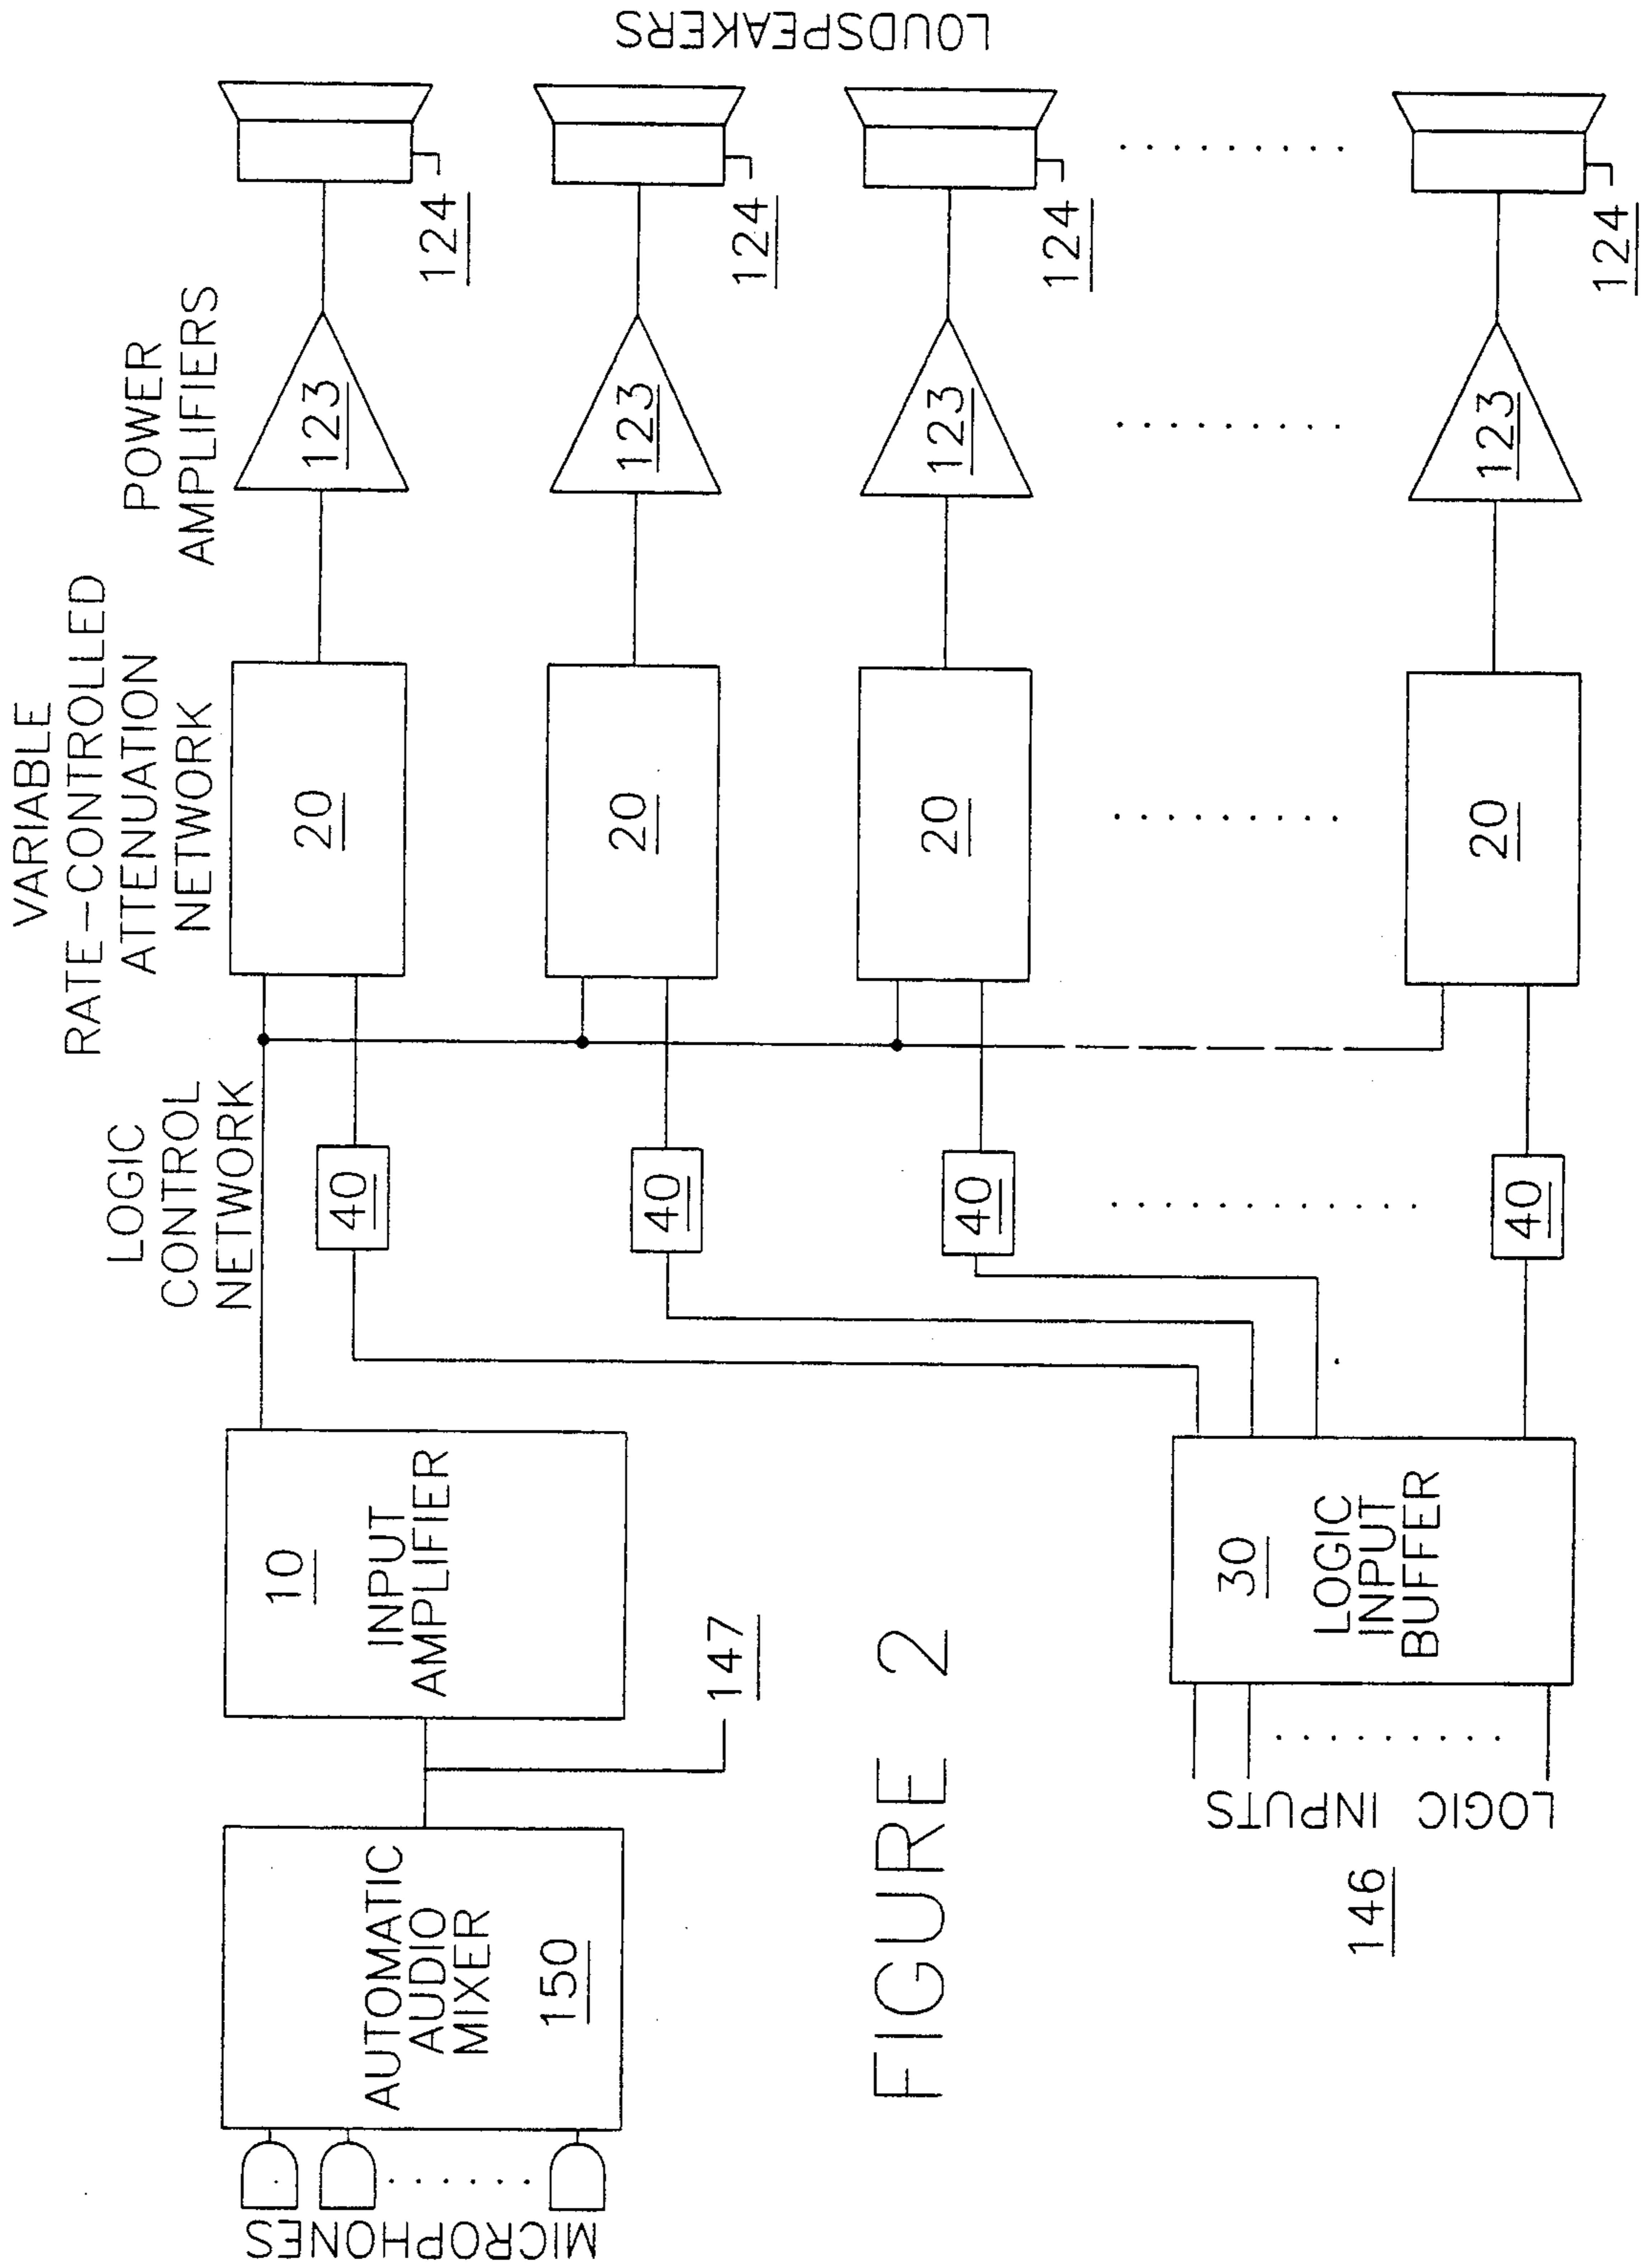 MICROPHONES
AUTOMATIC
AUDIO
MIXER
150
147
10
INPUT
AMPLIFIER
LOGIC
CONTROL
NETWORK
40
40
40
40
VARIABLE
RATE-CONTROLLED
ATTENUATION
NETWORK
20
20
20
20
POWER
AMPLIFIERS
123
123
123
123
124
124
124
124
LOUDSPEAKERS
LOGIC INPUTS
146
30
LOGIC
INPUT
BUFFER
FIGURE 2